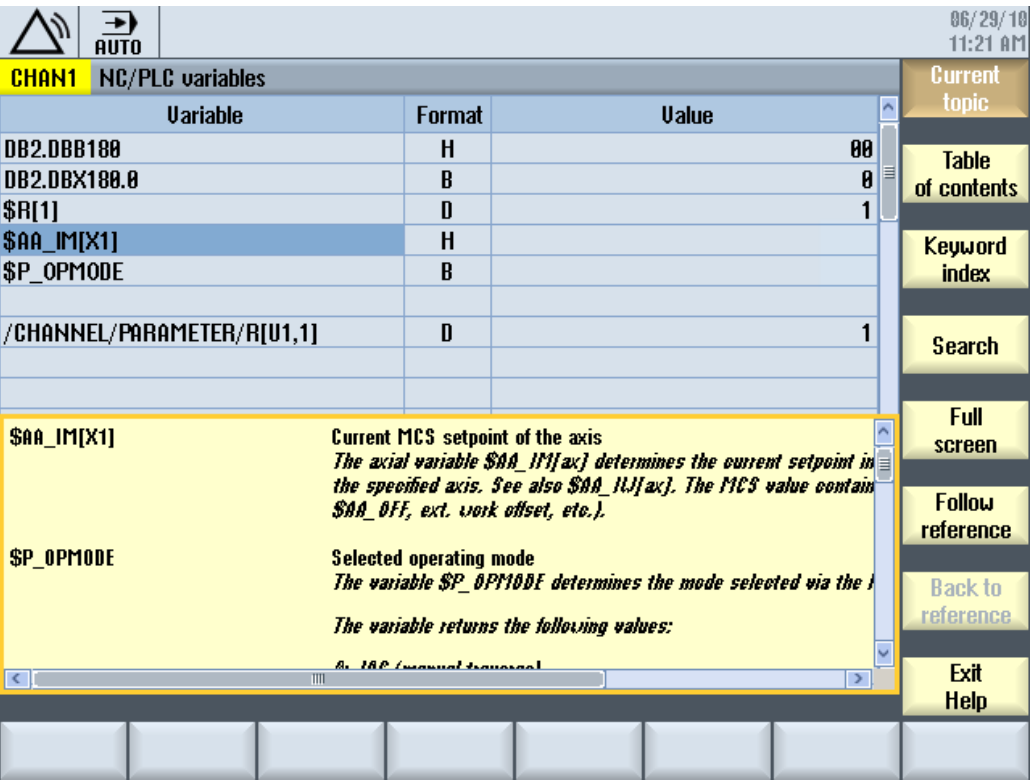 06/29/10
11:21 AM
AUTO
CHAN1 NC/PLC variables
Variable Format Value
DB2.DBB180 H 00
DB2.DBX180.0 B 0
$R[1] D 1
$AA_IM[X1] H
$P_OPMODE B
/CHANNEL/PARAMETER/R[U1,1] D 1
$AA_IM[X1] Current MCS setpoint of the axis
The axial variable $AA_IM[ax] determines the current setpoint in
the specified axis. See also $AA_IW[ax]. The MCS value contain
$AA_OFF, ext. work offset, etc.).
$P_OPMODE Selected operating mode
The variable $P_OPMODE determines the mode selected via the
The variable returns the following values:
0: JOG (manual traverse)
Current
topic
Table
of contents
Keyword
index
Search
Full
screen
Follow
reference
Back to
reference
Exit
Help